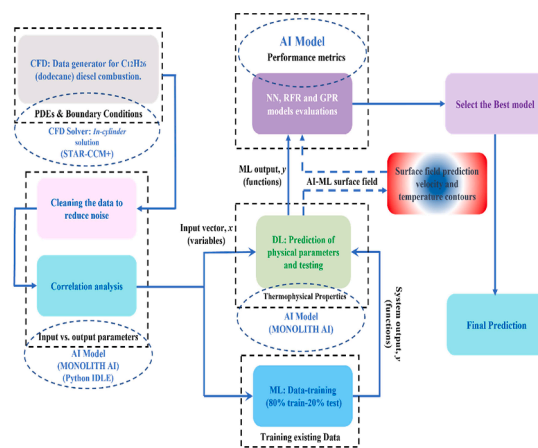 CFD: Data generator for C12H26
(dodecane) diesel combustion.
PDEs & Boundary Conditions
CFD Solver: In-cylinder
solution
(STAR-CCM+)
Cleaning the data to
reduce noise
Correlation analysis
Input vs. output parameters
AI Model
(MONOLITH AI)
(Python IDLE)
AI Model
Performance metrics
NN, RFR and GPR
models evaluations
ML output, y
(functions)
AI-ML surface field
Input vector, x
(variables)
DL: Prediction of
physical parameters
and testing
Thermophysical Properties
AI Model
(MONOLITH AI)
System output, y
(functions)
ML: Data-training
(80% train-20% test)
Training existing Data
Select the Best model
Surface field prediction
velocity and
temperature contours
Final Prediction